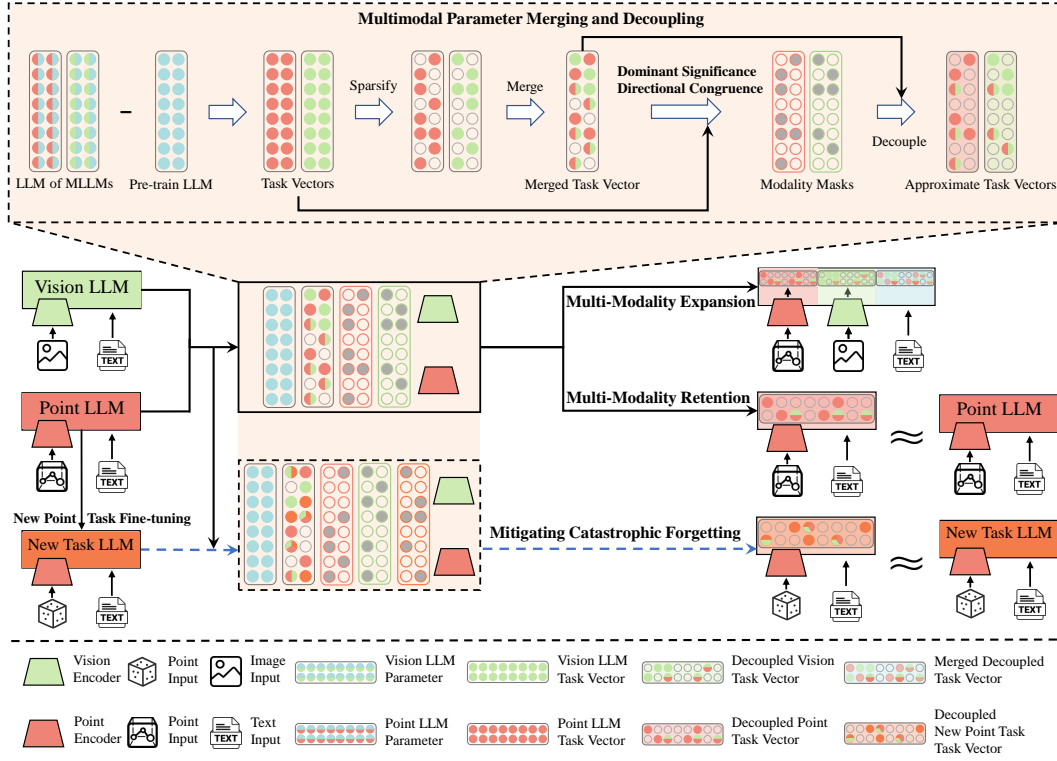 Multimodal Parameter Merging and Decoupling
Sparsify
Merge
Dominant Significance
Directional Congruence
Decouple
LLM of MLLMs
Pre-train LLM
Task Vectors
Merged Task Vector
Modality Masks
Approximate Task Vectors
Vision LLM
TEXT
Multi-Modality Expansion
TEXT
Point LLM
TEXT
Multi-Modality Retention
TEXT
Point LLM
TEXT
New Point Task Fine-tuning
New Task LLM
TEXT
Mitigating Catastrophic Forgetting
TEXT
New Task LLM
TEXT
Vision
Encoder
Point
Input
Image
Input
Vision LLM
Parameter
Vision LLM
Task Vector
Decoupled Vision
Task Vector
Merged Decoupled
Task Vector
Point
Encoder
Point
Input
TEXT
Text
Input
Point LLM
Parameter
Point LLM
Task Vector
Decoupled Point
Task Vector
Decoupled
New Point Task
Task Vector